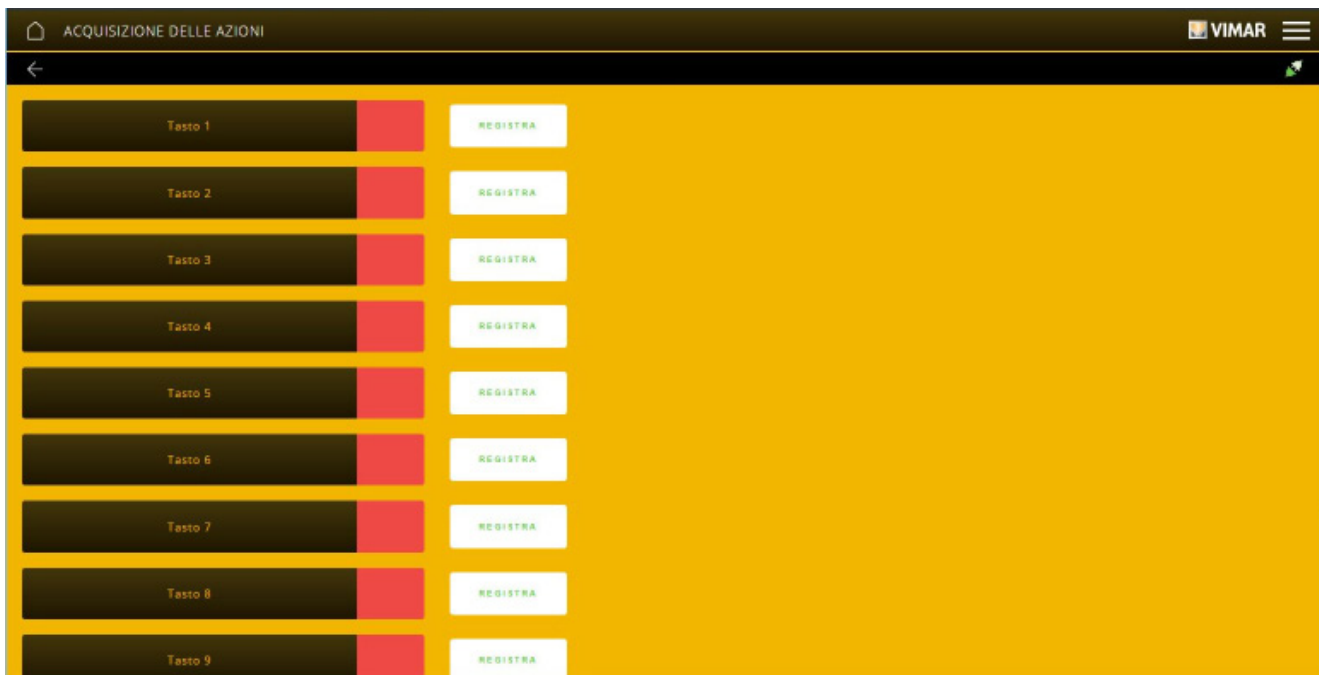 ACQUISIZIONE DELLE AZIONI
VIMAR
Tasto 1
REGISTRA
Tasto 2
REGISTRA
Tasto 3
REGISTRA
Tasto 4
REGISTRA
Tasto 5
REGISTRA
Tasto 6
REGISTRA
Tasto 7
REGISTRA
Tasto 8
REGISTRA
Tasto 9
REGISTRA